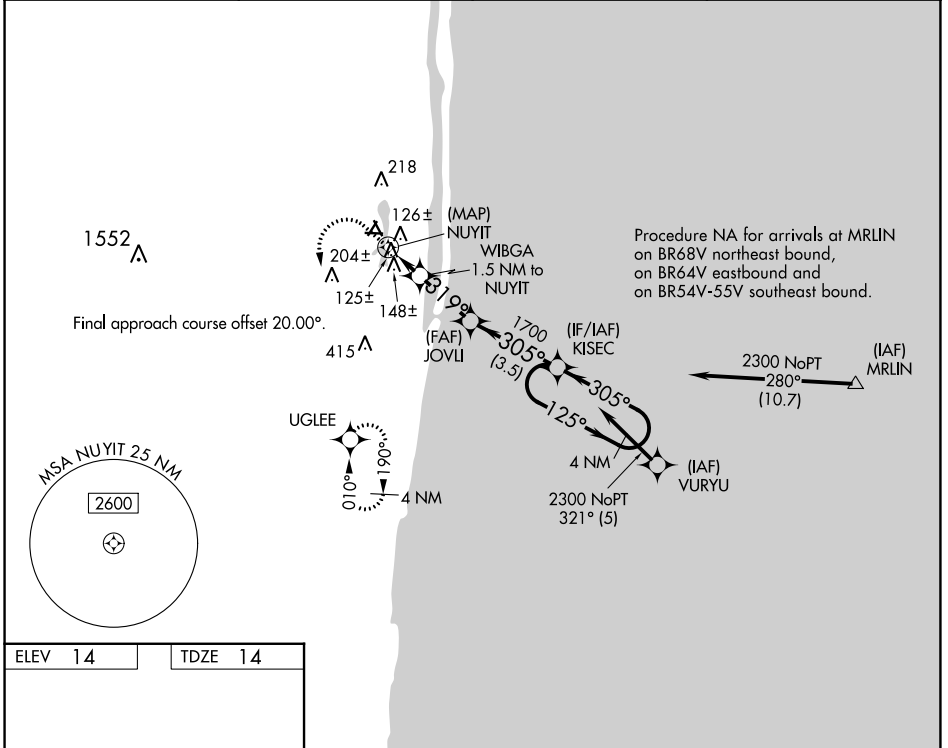 218
126±
(MAP)
NUYIT
1552
204±
WIBGA
1.5 NM to
NUYIT
Procedure NA for arrivals at MRLIN
on BR68V northeast bound,
on BR64V eastbound and
on BR54V-55V southeast bound.
125±
148±
319°
Final approach course offset 20.00°.
415
(FAF)
JOVLI
1700
305°
(3.5)
(IF/IAF)
KISEC
305°
125°
2300 NoPT
280°
(10.7)
(IAF)
MRLIN
UGLEE
010°
190°
4 NM
4 NM
(IAF)
VURYU
2300 NoPT
321° (5)
MSA NUYIT 25 NM
2600
ELEV 14
TDZE 14